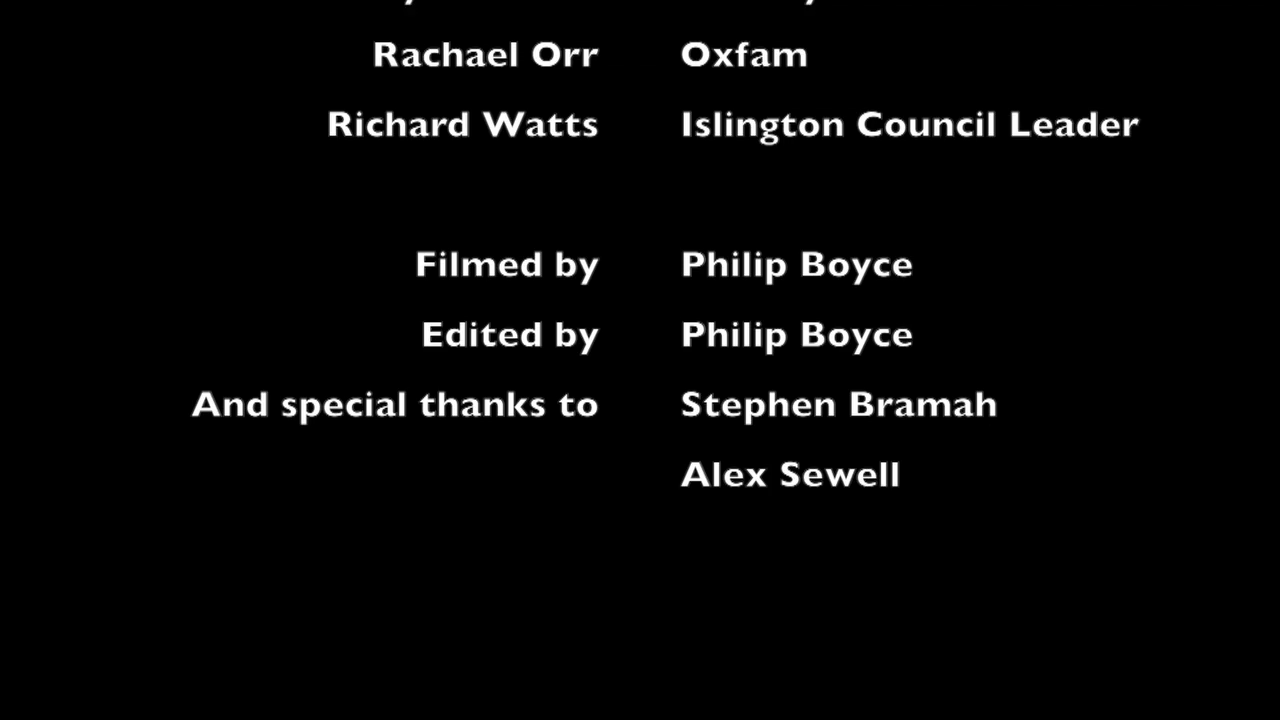 Rachael Orr Oxfam
Richard Watts Islington Council Leader
Filmed by Philip Boyce
Edited by Philip Boyce
And special thanks to Stephen Bramah
Alex Sewell